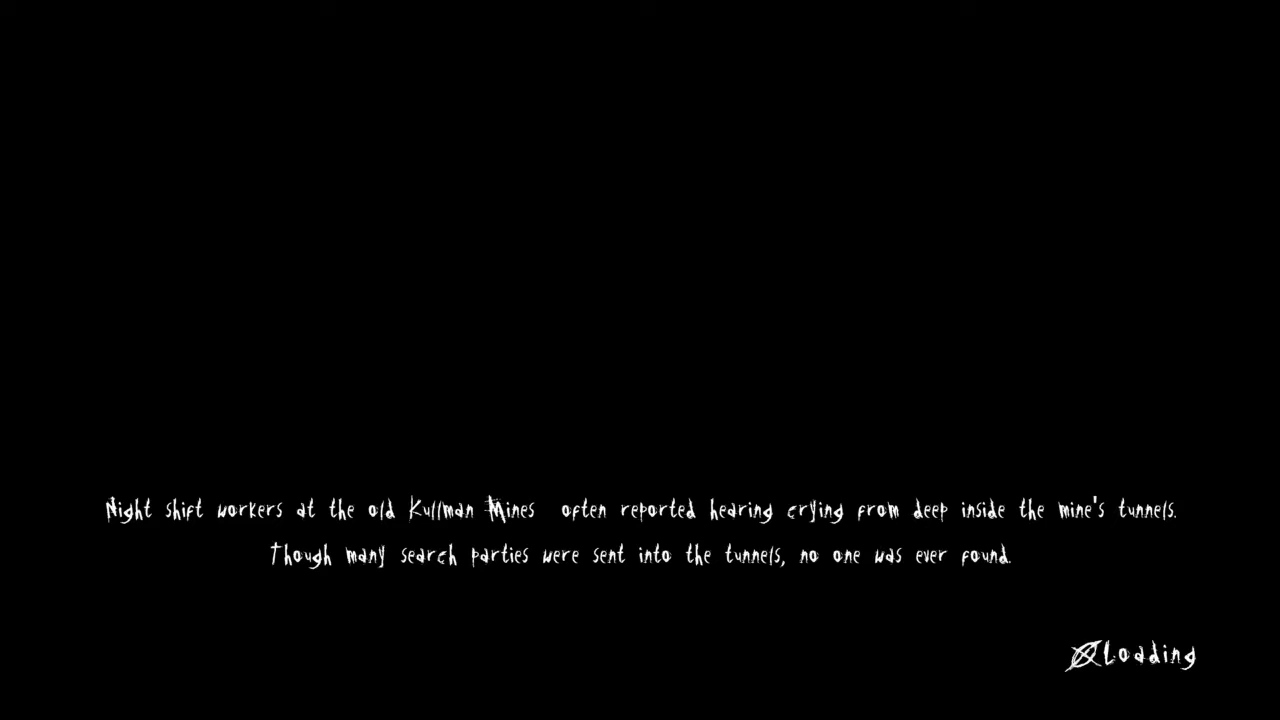 Night shift workers at the old Kullman Mines often reported hearing crying from deep inside the mine's tunnels.
Though many search parties were sent into the tunnels, no one was ever found.
Loading